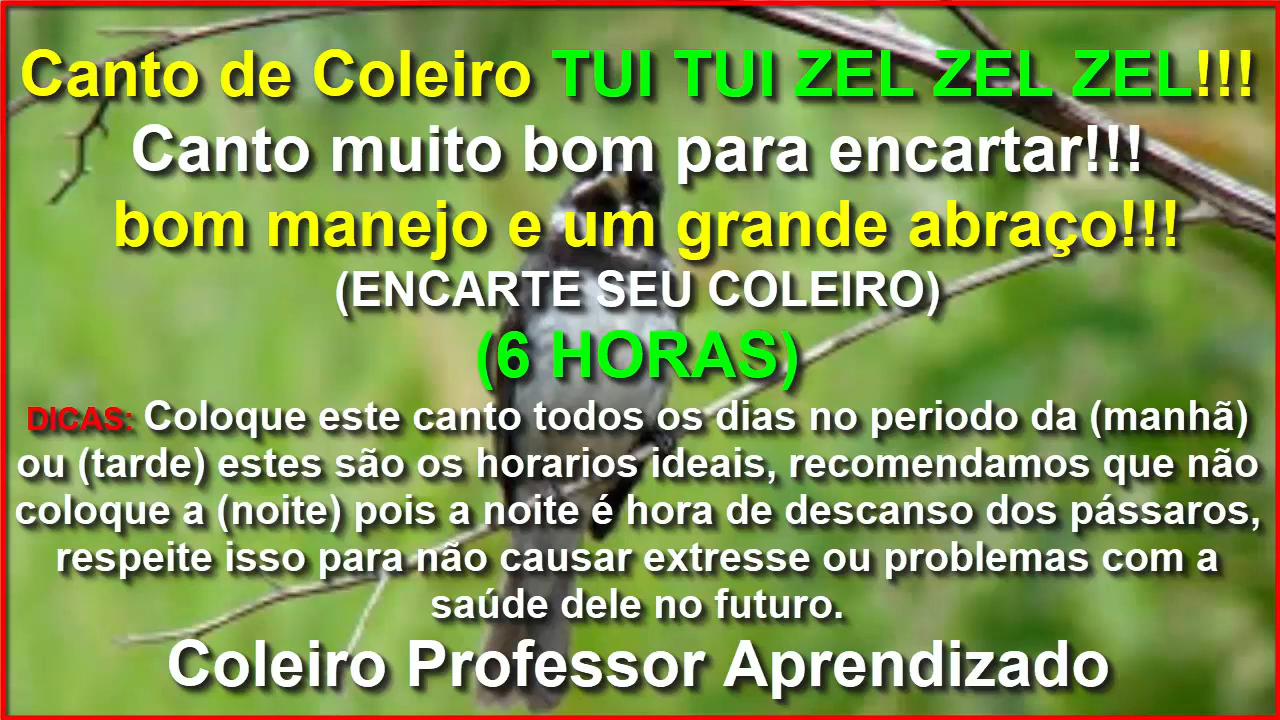 Canto de Coleiro TUI TUI ZEL ZEL ZEL!!!
Canto muito bom para encartar!!!
bom manejo e um grande abraço!!!
(ENCARTE SEU COLEIRO)
(6 HORAS)
DICAS: Coloque este canto todos os dias no periodo da (manhã)
ou (tarde) estes são os horarios ideais, recomendamos que não
coloque a (noite) pois a noite é hora de descanso dos pássaros,
respeite isso para não causar extresse ou problemas com a
saúde dele no futuro.
Coleiro Professor Aprendizado